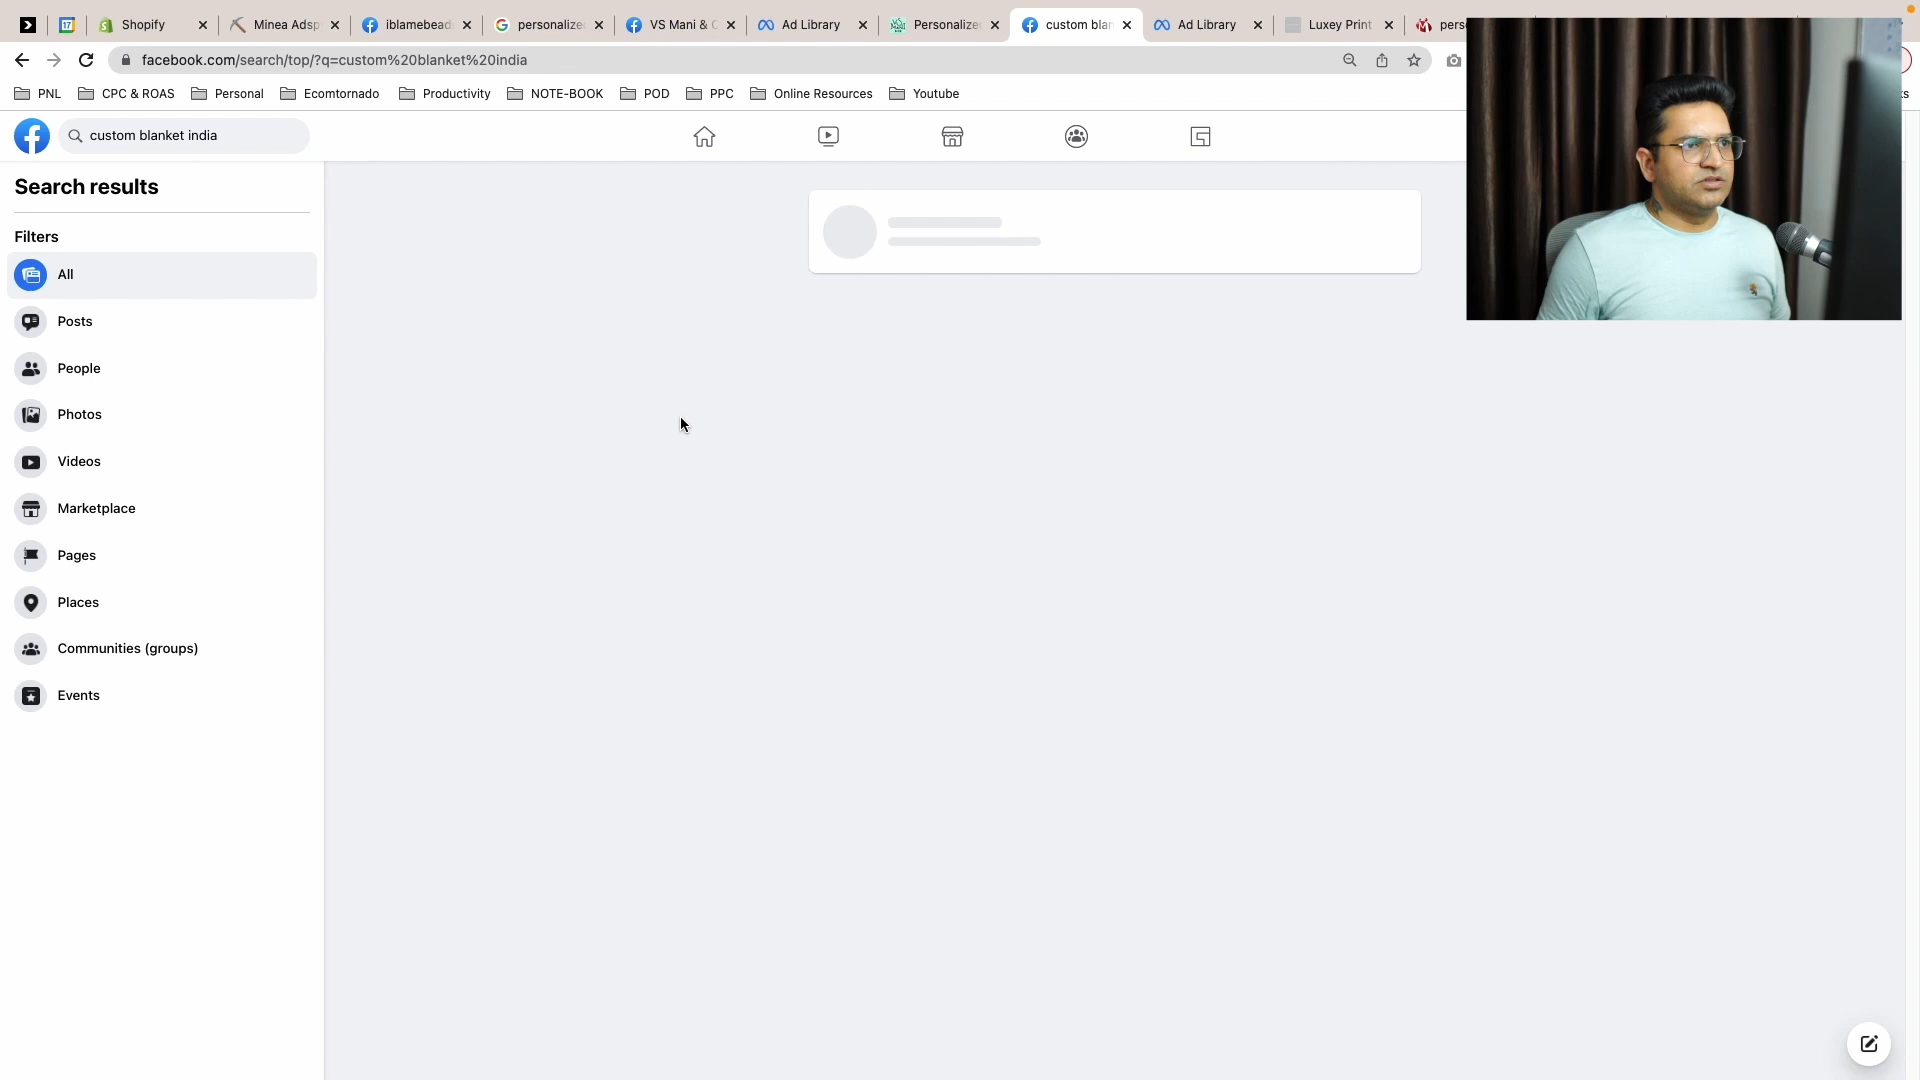 Shopify
Minea Adsp
iblamebead
personalize
VS Mani & C
Ad Library
Personalize
custom blan
Ad Library
Luxey Print
pers
facebook.com/search/top/?q=custom%20blanket%20india
PNL
CPC & ROAS
Personal
Ecomtornado
Productivity
NOTE-BOOK
POD
PPC
Online Resources
Youtube
custom blanket india
Search results
Filters
All
Posts
People
Photos
Videos
Marketplace
Pages
Places
Communities (groups)
Events